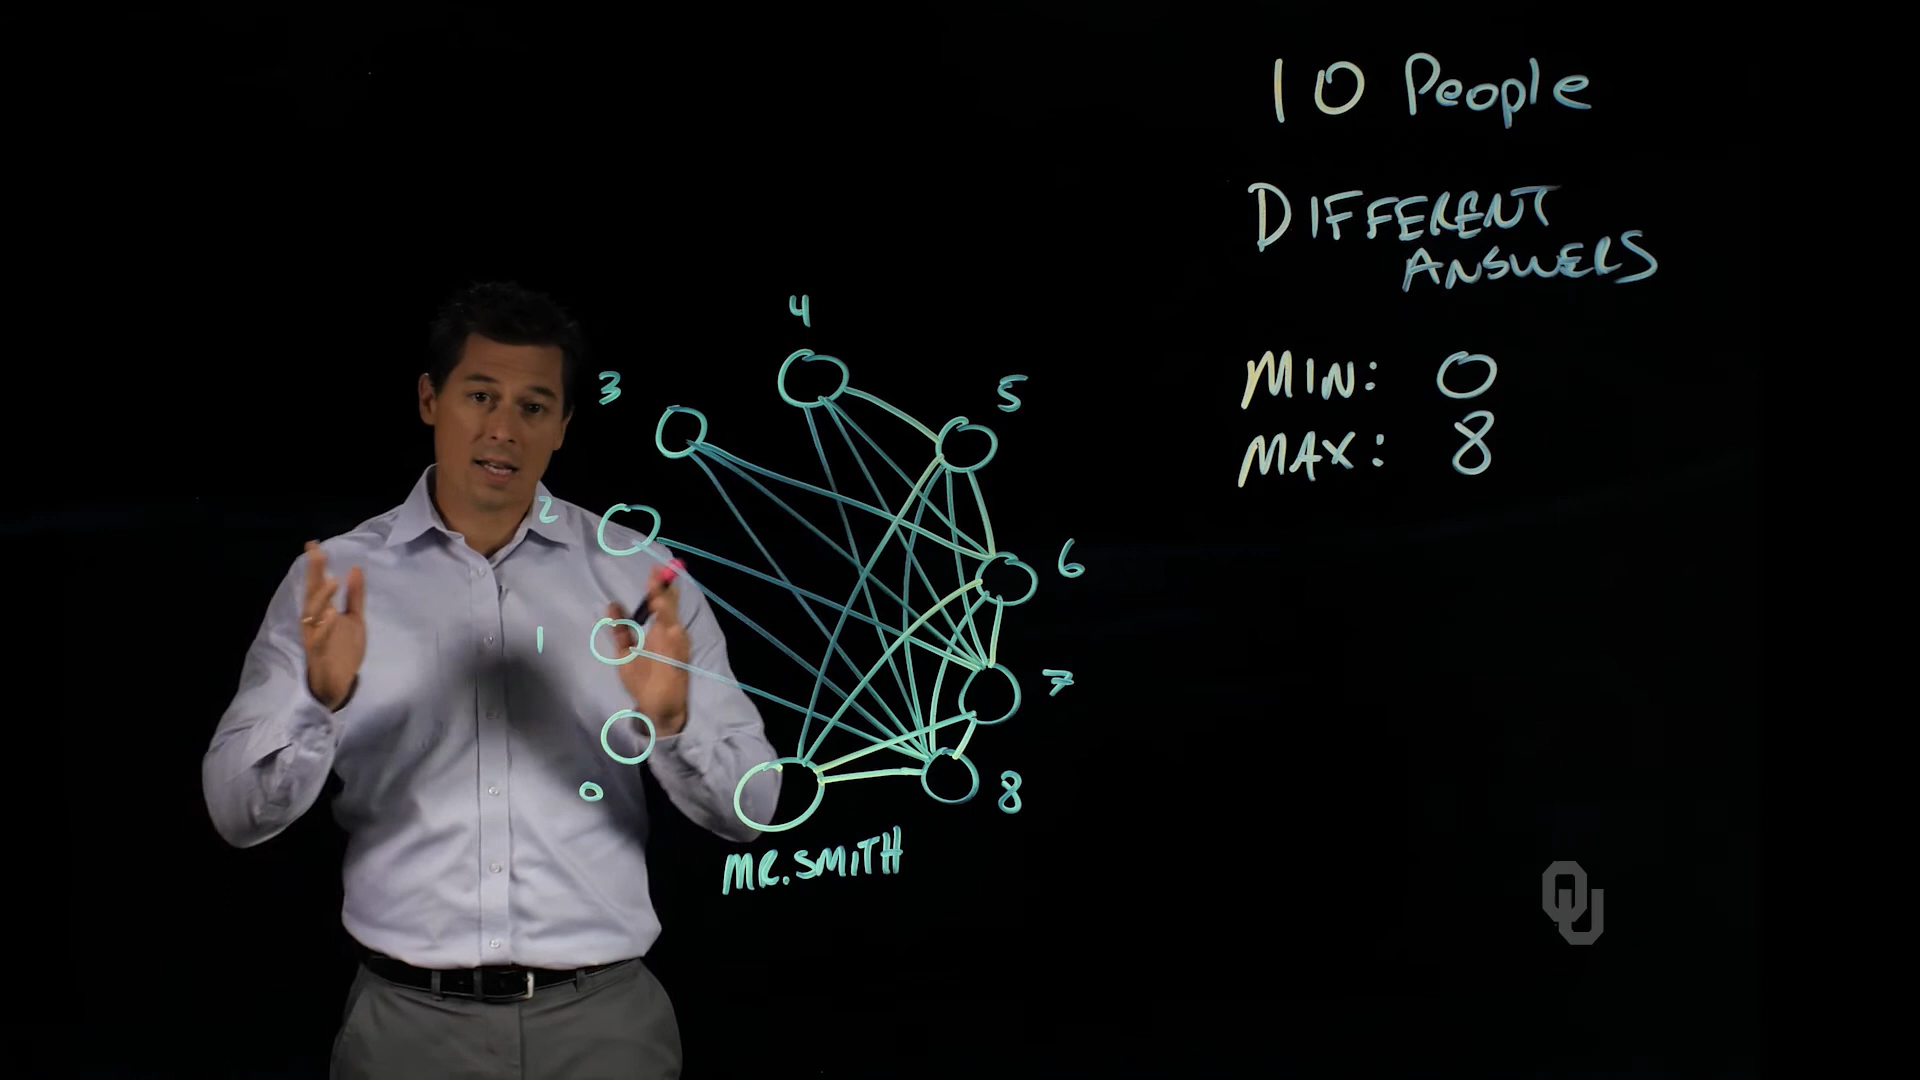 10 People
DIFFERENT
ANSWERS
MIN: 0
MAX: 8
4
3
5
2
6
1
7
0
8
MR. SMITH
OU